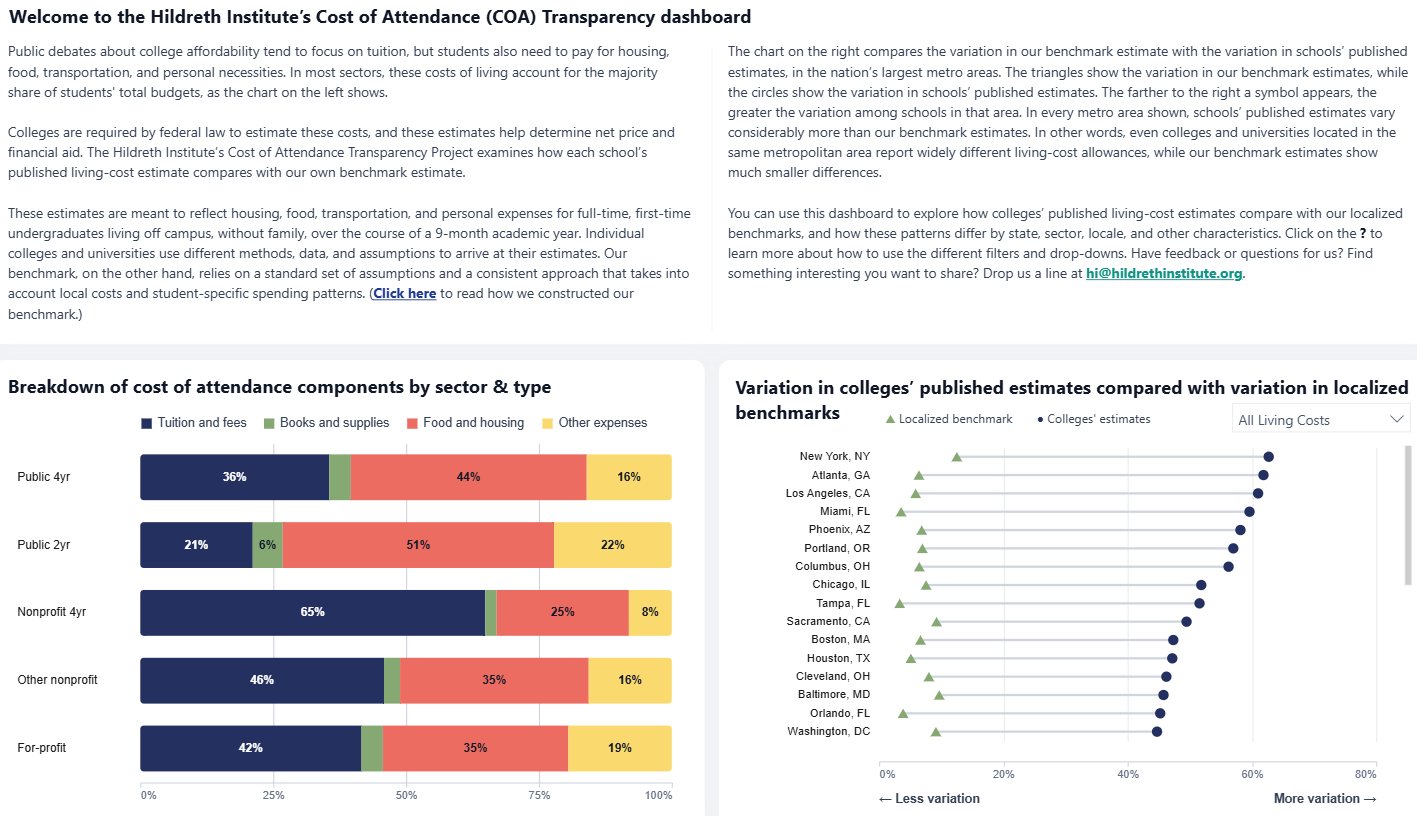 Welcome to the Hildreth Institute’s Cost of Attendance (COA) Transparency dashboard
Public debates about college affordability tend to focus on tuition, but students also need to pay for housing,
food, transportation, and personal necessities. In most sectors, these costs of living account for the majority
share of students' total budgets, as the chart on the left shows.
Colleges are required by federal law to estimate these costs, and these estimates help determine net price and
financial aid. The Hildreth Institute’s Cost of Attendance Transparency Project examines how each school’s
published living-cost estimate compares with our own benchmark estimate.
These estimates are meant to reflect housing, food, transportation, and personal expenses for full-time, first-time
undergraduates living off campus, without family, over the course of a 9-month academic year. Individual
colleges and universities use different methods, data, and assumptions to arrive at their estimates. Our
benchmark, on the other hand, relies on a standard set of assumptions and a consistent approach that takes into
account local costs and student-specific spending patterns. (Click here to read how we constructed our
benchmark.)
The chart on the right compares the variation in our benchmark estimate with the variation in schools’ published
estimates, in the nation’s largest metro areas. The triangles show the variation in our benchmark estimates, while
the circles show the variation in schools’ published estimates. The farther to the right a symbol appears, the
greater the variation among schools in that area. In every metro area shown, schools’ published estimates vary
considerably more than our benchmark estimates. In other words, even colleges and universities located in the
same metropolitan area report widely different living-cost allowances, while our benchmark estimates show
much smaller differences.
You can use this dashboard to explore how colleges’ published living-cost estimates compare with our localized
benchmarks, and how these patterns differ by state, sector, locale, and other characteristics. Click on the ? to
learn more about how to use the different filters and drop-downs. Have feedback or questions for us? Find
something interesting you want to share? Drop us a line at hi@hildrethinstitute.org.
Breakdown of cost of attendance components by sector & type
Tuition and fees Books and supplies Food and housing Other expenses
Public 4yr 36% 44% 16%
Public 2yr 21% 6% 51% 22%
Nonprofit 4yr 65% 25% 8%
Other nonprofit 46% 35% 16%
For-profit 42% 35% 19%
0% 25% 50% 75% 100%
Variation in colleges’ published estimates compared with variation in localized
benchmarks
Localized benchmark Colleges' estimates All Living Costs
New York, NY
Atlanta, GA
Los Angeles, CA
Miami, FL
Phoenix, AZ
Portland, OR
Columbus, OH
Chicago, IL
Tampa, FL
Sacramento, CA
Boston, MA
Houston, TX
Cleveland, OH
Baltimore, MD
Orlando, FL
Washington, DC
0% 20% 40% 60% 80%
← Less variation More variation →